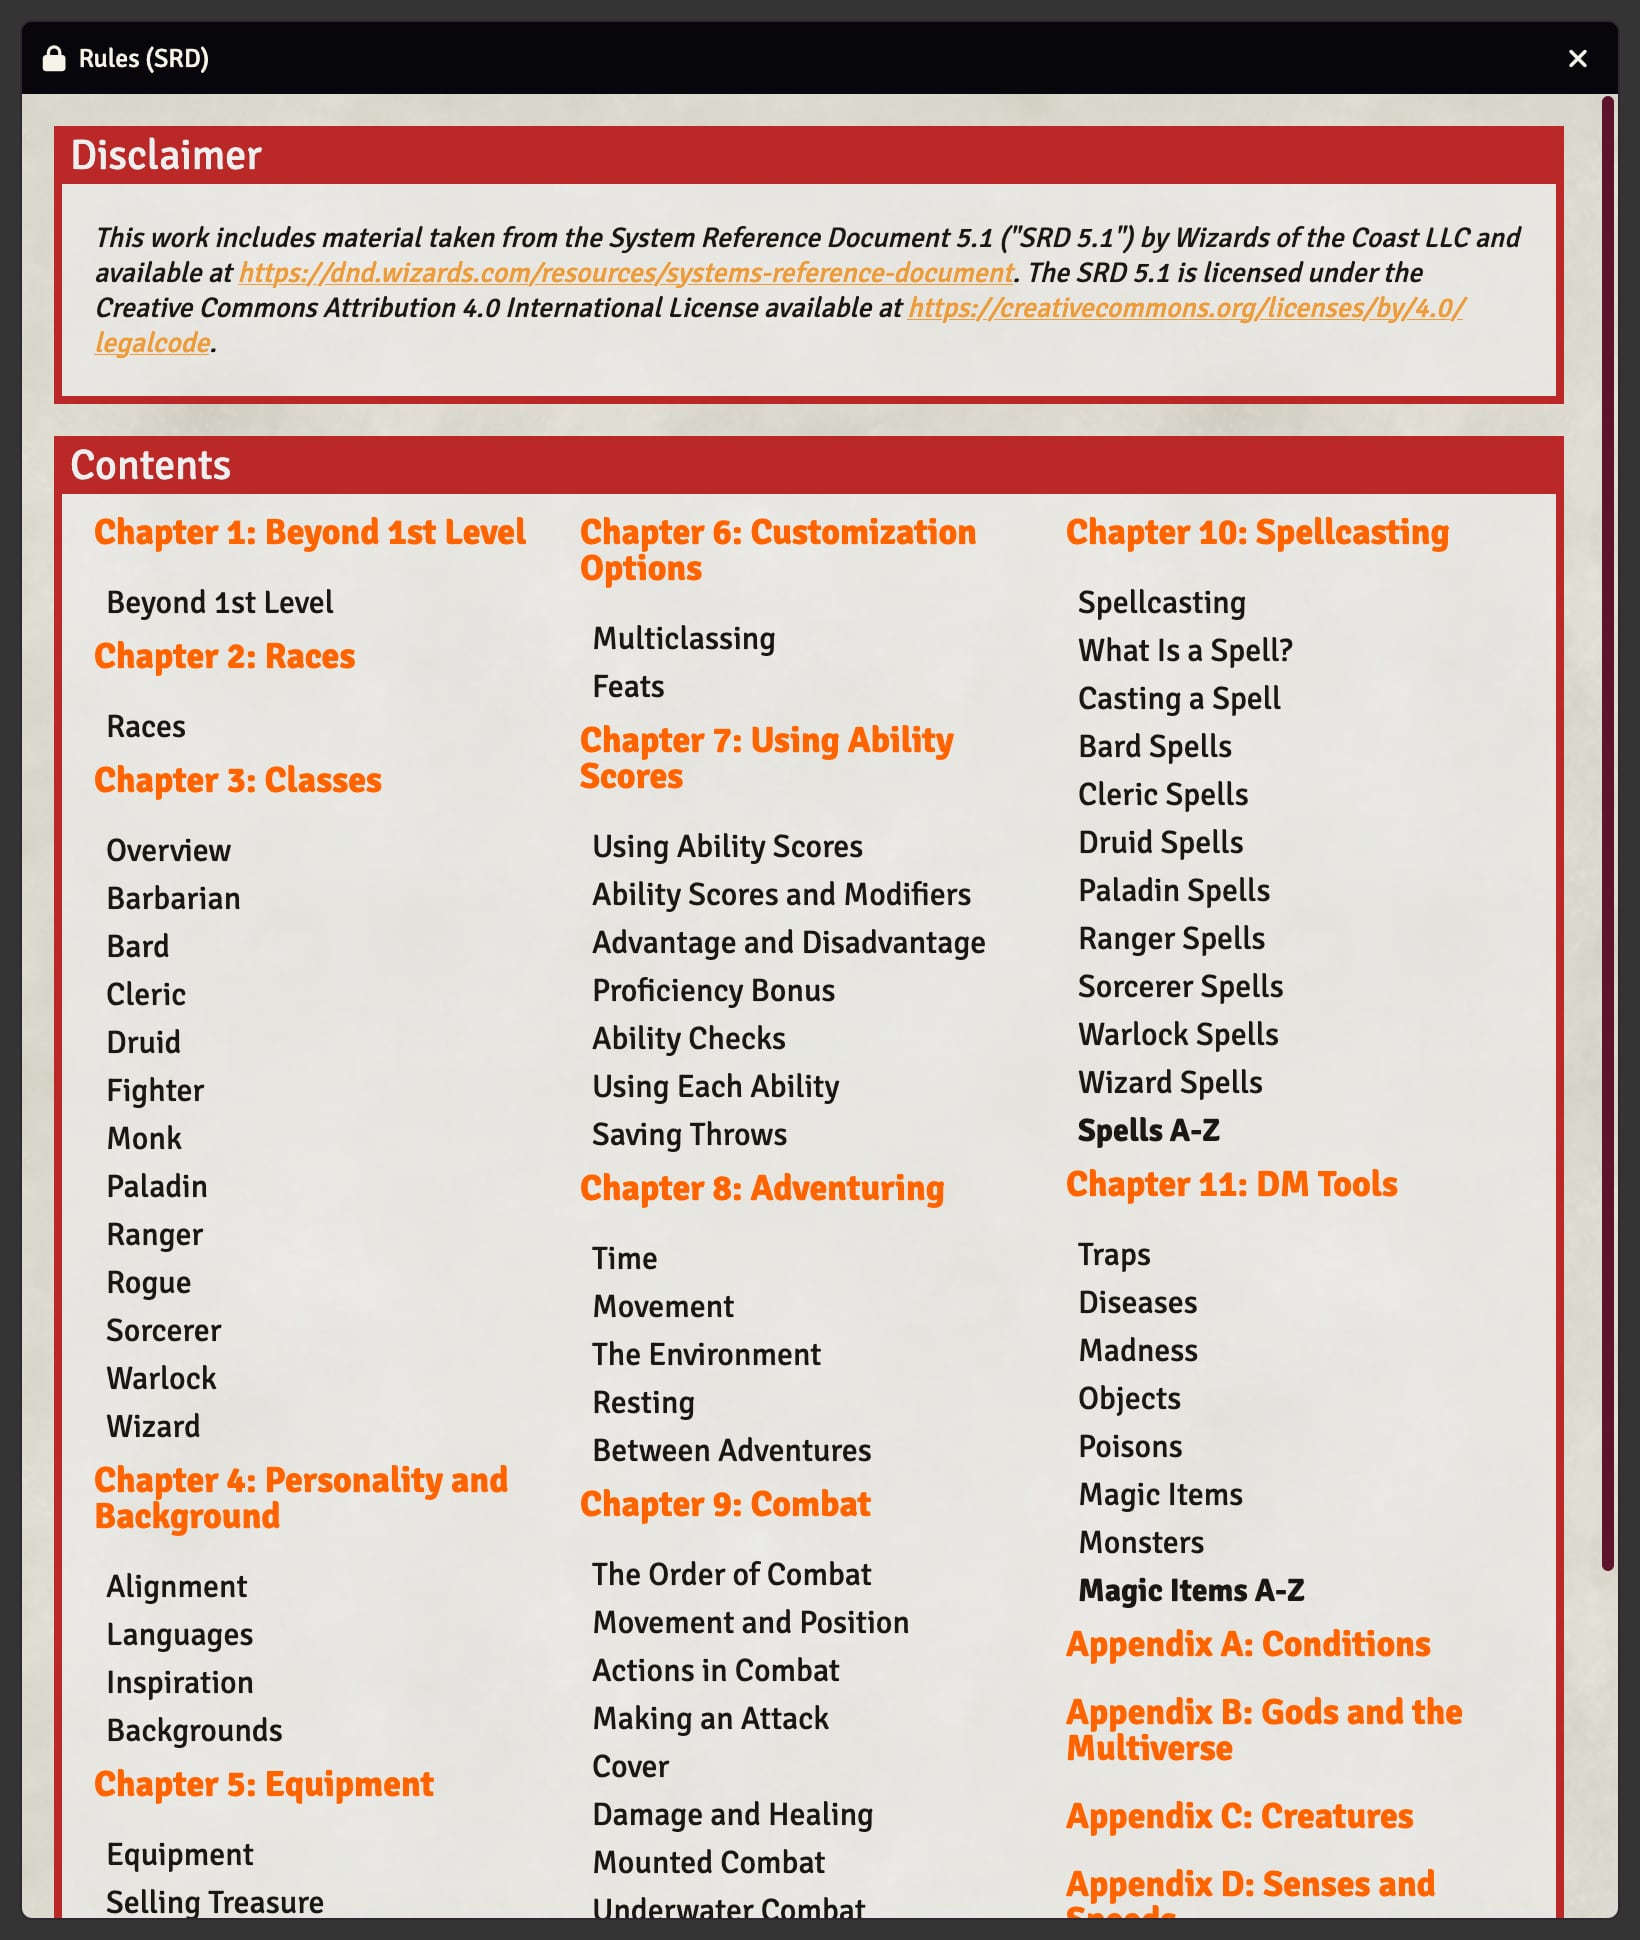 Rules (SRD)
Disclaimer
This work includes material taken from the System Reference Document 5.1 ("SRD 5.1") by Wizards of the Coast LLC and
available at https://dnd.wizards.com/resources/systems-reference-document. The SRD 5.1 is licensed under the
Creative Commons Attribution 4.0 International License available at https://creativecommons.org/licenses/by/4.0/
legalcode.
Contents
Chapter 1: Beyond 1st Level
Beyond 1st Level
Chapter 2: Races
Races
Chapter 3: Classes
Overview
Barbarian
Bard
Cleric
Druid
Fighter
Monk
Paladin
Ranger
Rogue
Sorcerer
Warlock
Wizard
Chapter 4: Personality and
Background
Alignment
Languages
Inspiration
Backgrounds
Chapter 5: Equipment
Equipment
Selling Treasure
Chapter 6: Customization
Options
Multiclassing
Feats
Chapter 7: Using Ability
Scores
Using Ability Scores
Ability Scores and Modifiers
Advantage and Disadvantage
Proficiency Bonus
Ability Checks
Using Each Ability
Saving Throws
Chapter 8: Adventuring
Time
Movement
The Environment
Resting
Between Adventures
Chapter 9: Combat
The Order of Combat
Movement and Position
Actions in Combat
Making an Attack
Cover
Damage and Healing
Mounted Combat
Underwater Combat
Chapter 10: Spellcasting
Spellcasting
What Is a Spell?
Casting a Spell
Bard Spells
Cleric Spells
Druid Spells
Paladin Spells
Ranger Spells
Sorcerer Spells
Warlock Spells
Wizard Spells
Spells A-Z
Chapter 11: DM Tools
Traps
Diseases
Madness
Objects
Poisons
Magic Items
Monsters
Magic Items A-Z
Appendix A: Conditions
Appendix B: Gods and the
Multiverse
Appendix C: Creatures
Appendix D: Senses and